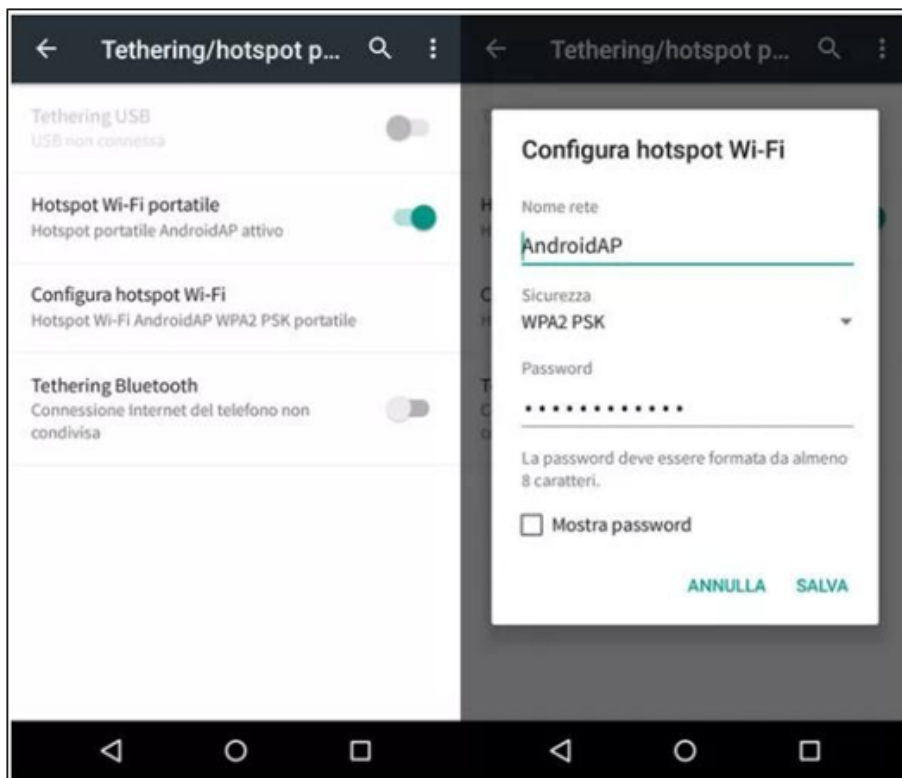 Tethering/hotspot p...
Tethering USB
USB non connessa
Hotspot Wi-Fi portatile
Hotspot portatile AndroidAP attivo
Configura hotspot Wi-Fi
Hotspot Wi-Fi AndroidAP WPA2 PSK portatile
Tethering Bluetooth
Connessione Internet del telefono non
condivisa
Tethering/hotspot p...
Configura hotspot Wi-Fi
Nome rete
AndroidAP
Sicurezza
WPA2 PSK
Password
••••••••••••
La password deve essere formata da almeno
8 caratteri.
Mostra password
ANNULLA SALVA